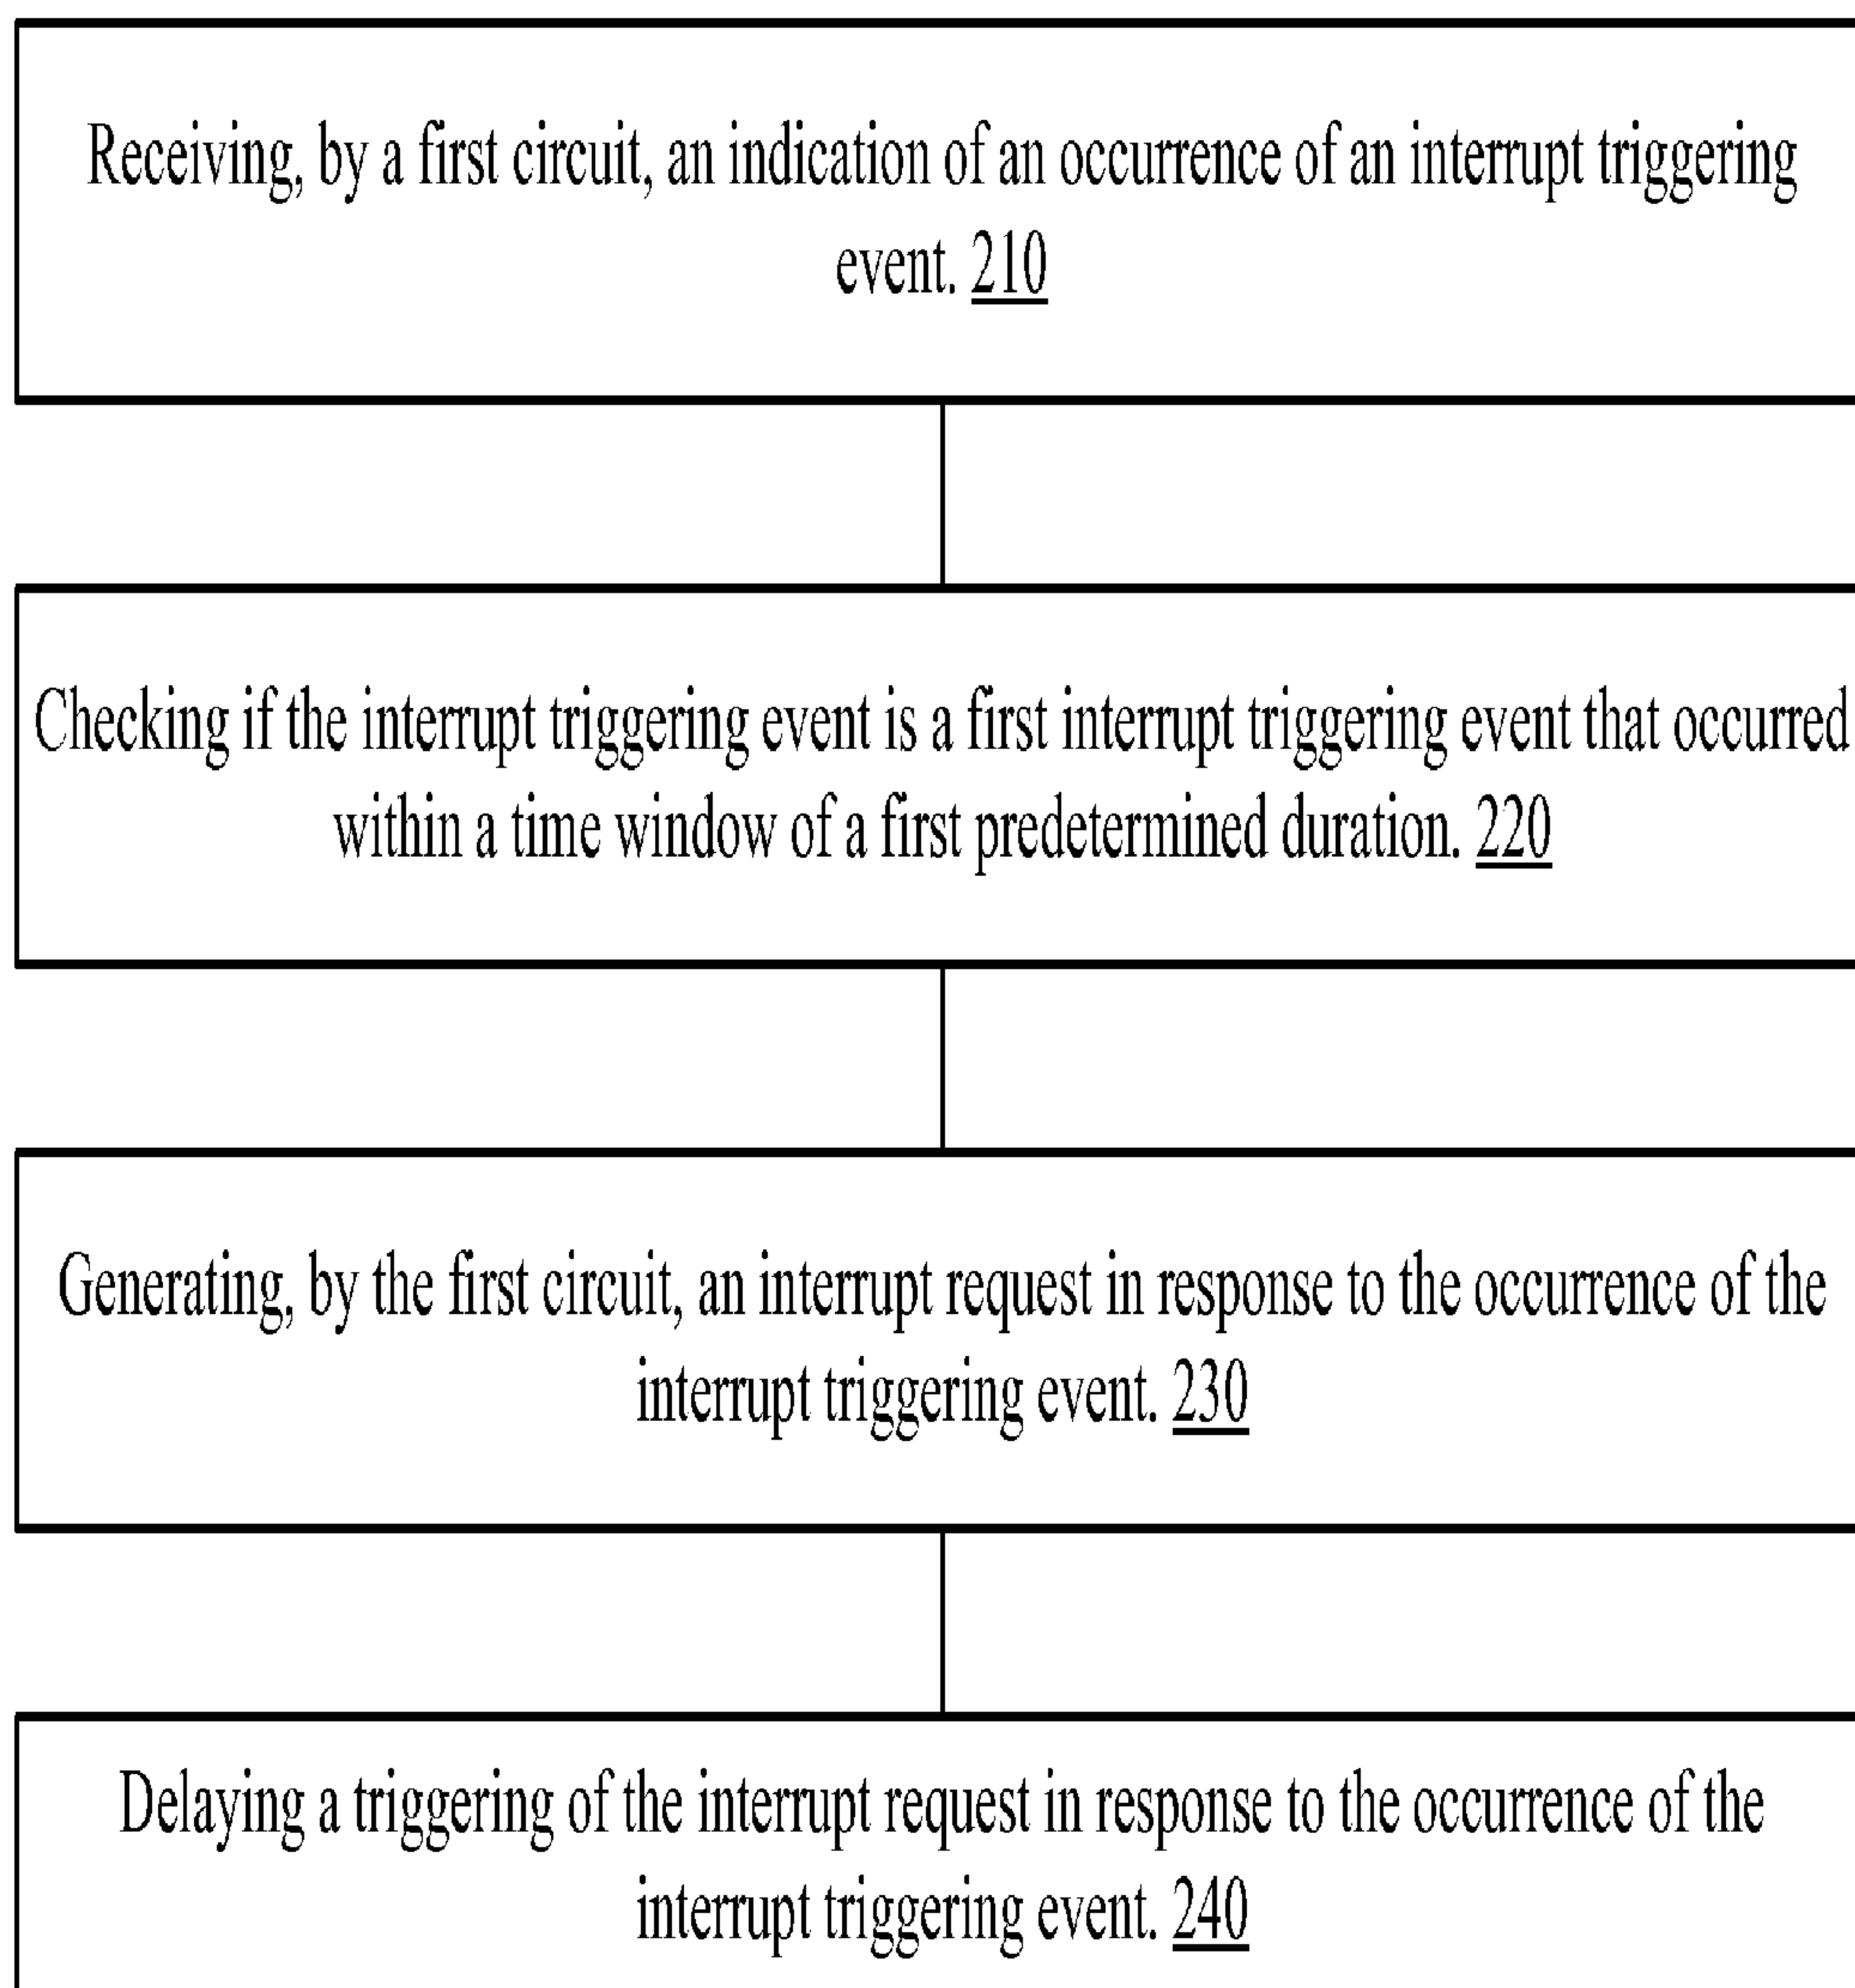 Receiving, by a first circuit, an indication of an occurrence of an interrupt triggering
event. 210
Checking if the interrupt triggering event is a first interrupt triggering event that occurred
within a time window of a first predetermined duration. 220
Generating, by the first circuit, an interrupt request in response to the occurrence of the
interrupt triggering event. 230
Delaying a triggering of the interrupt request in response to the occurrence of the
interrupt triggering event. 240